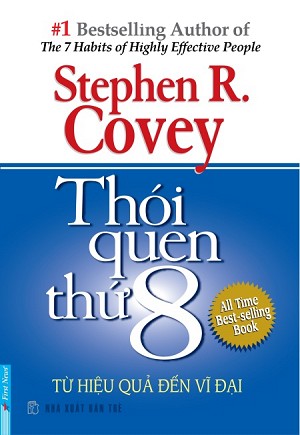 #1 Bestselling Author of
The 7 Habits of Highly Effective People
Stephen R.
Covey
Thói
quen
thứ 8
All Time
Best-selling
Book
TỪ HIỆU QUẢ ĐẾN VĨ ĐẠI
First News
NHÀ XUẤT BẢN TRẺ